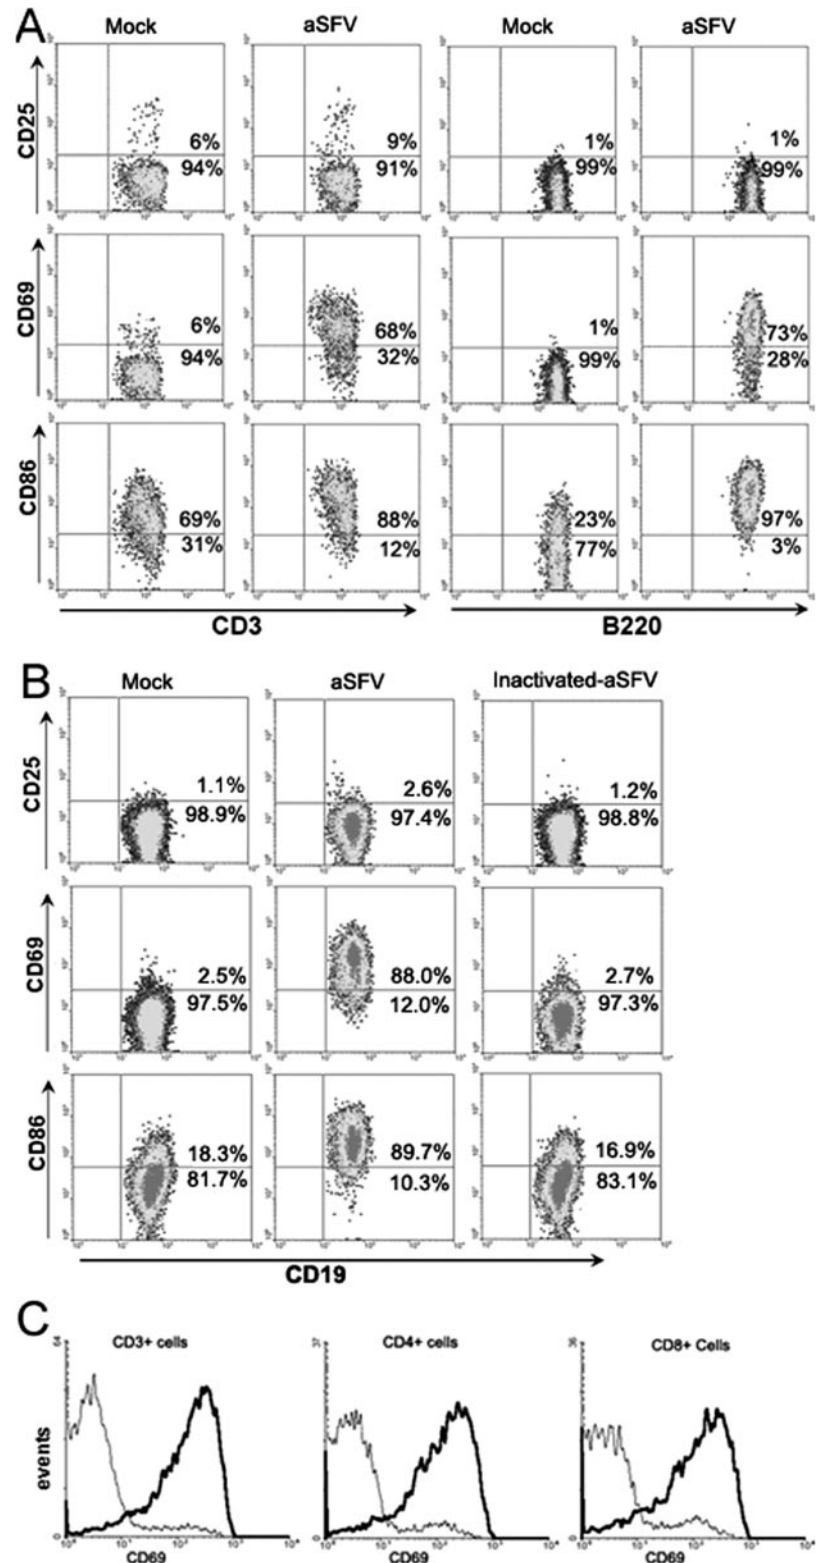 A
Mock aSFV Mock aSFV
CD25
6% 9% 1% 1%
94% 91% 99% 99%
CD69
6% 68% 1% 73%
94% 32% 99% 28%
CD86
69% 88% 23% 97%
31% 12% 77% 3%
CD3 B220
B
Mock aSFV Inactivated-aSFV
CD25
1.1% 2.6% 1.2%
98.9% 97.4% 98.8%
CD69
2.5% 88.0% 2.7%
97.5% 12.0% 97.3%
CD86
18.3% 89.7% 16.9%
81.7% 10.3% 83.1%
CD19
C
CD3+ cells CD4+ cells CD8+ Cells
events
CD69 CD69 CD69